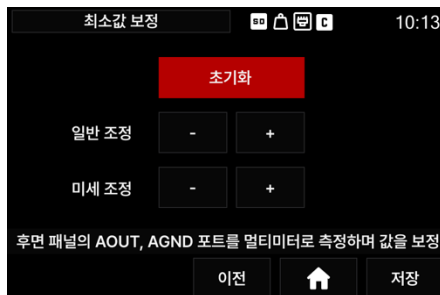 최소값 보정 SD C 10:13
초기화
일반 조정 - +
미세 조정 - +
후면 패널의 AOUT, AGND 포트를 멀티미터로 측정하며 값을 보정
이전 저장